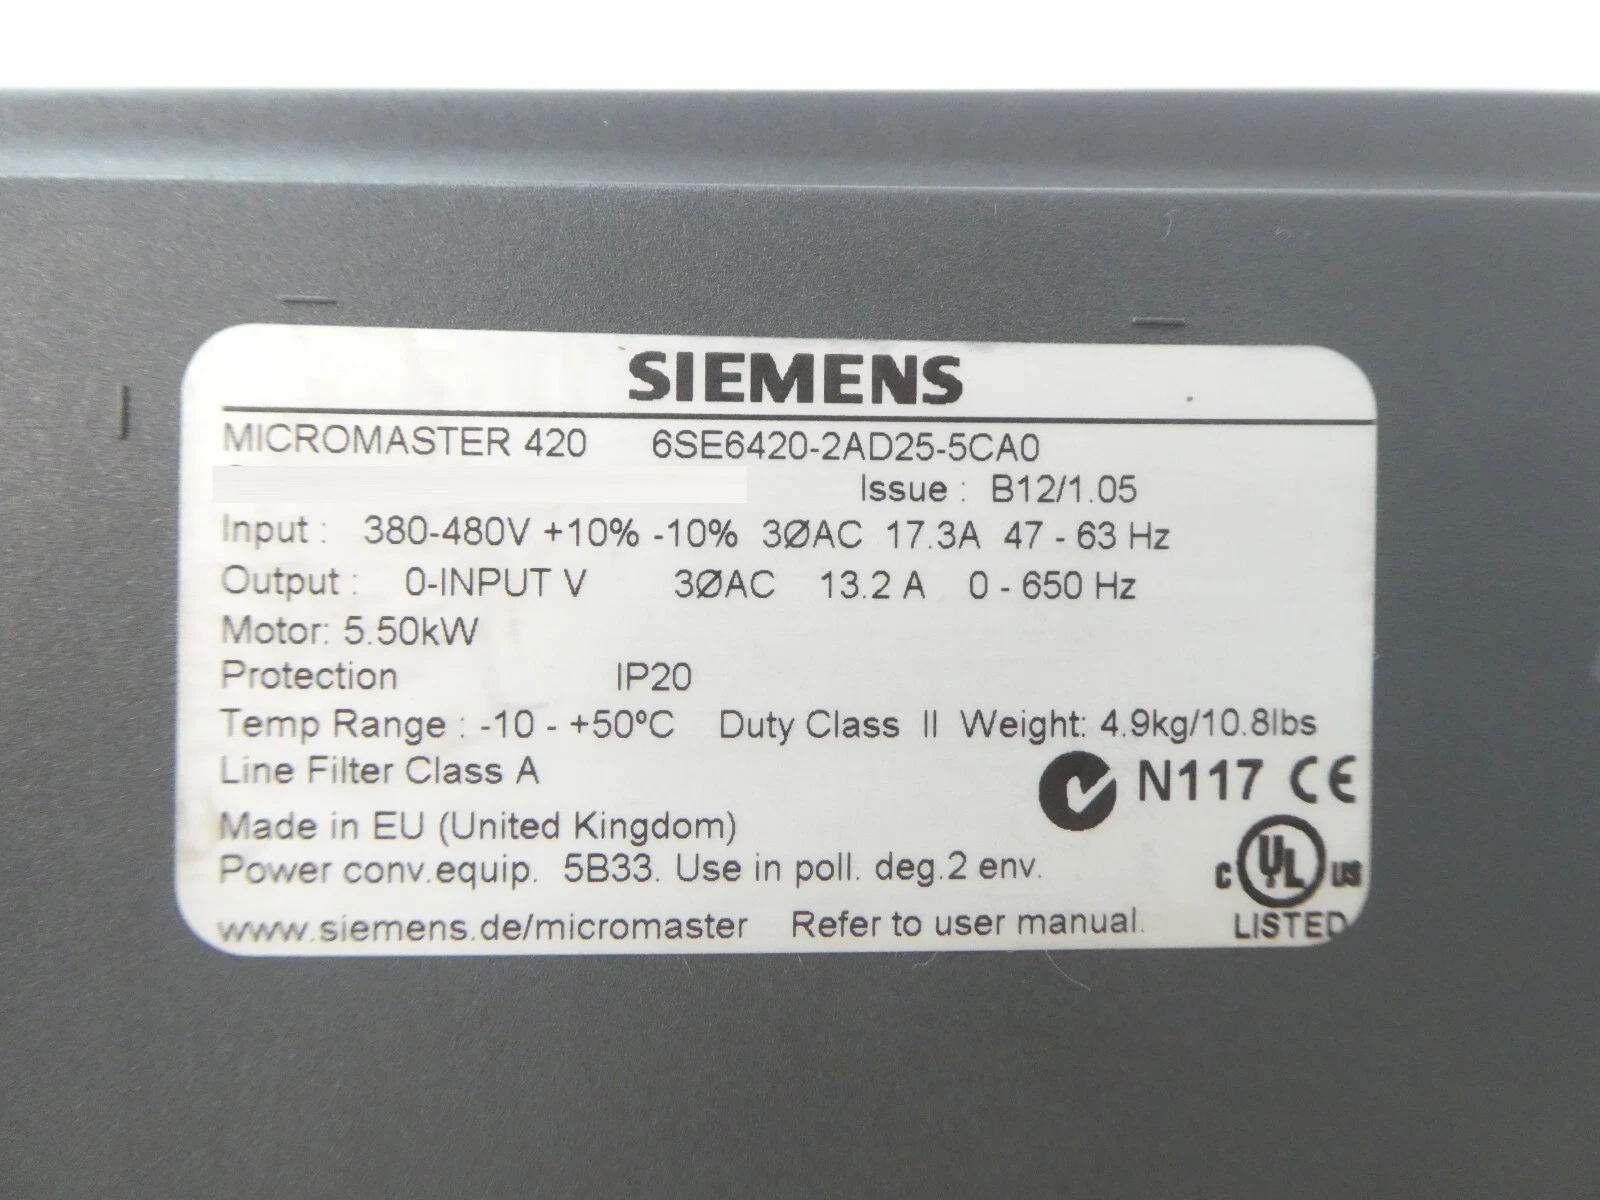 SIEMENS
MICROMASTER 420 6SE6420-2AD25-5CA0
Issue : B12/1.05
Input : 380-480V +10% -10% 3ØAC 17.3A 47 - 63 Hz
Output : 0-INPUT V 3ØAC 13.2 A 0 - 650 Hz
Motor: 5.50kW
Protection IP20
Temp Range : -10 - +50ºC Duty Class II Weight: 4.9kg/10.8lbs
Line Filter Class A
N117 CE
Made in EU (United Kingdom)
Power conv.equip. 5B33. Use in poll. deg.2 env.
C UL US
www.siemens.de/micromaster Refer to user manual.
LISTED